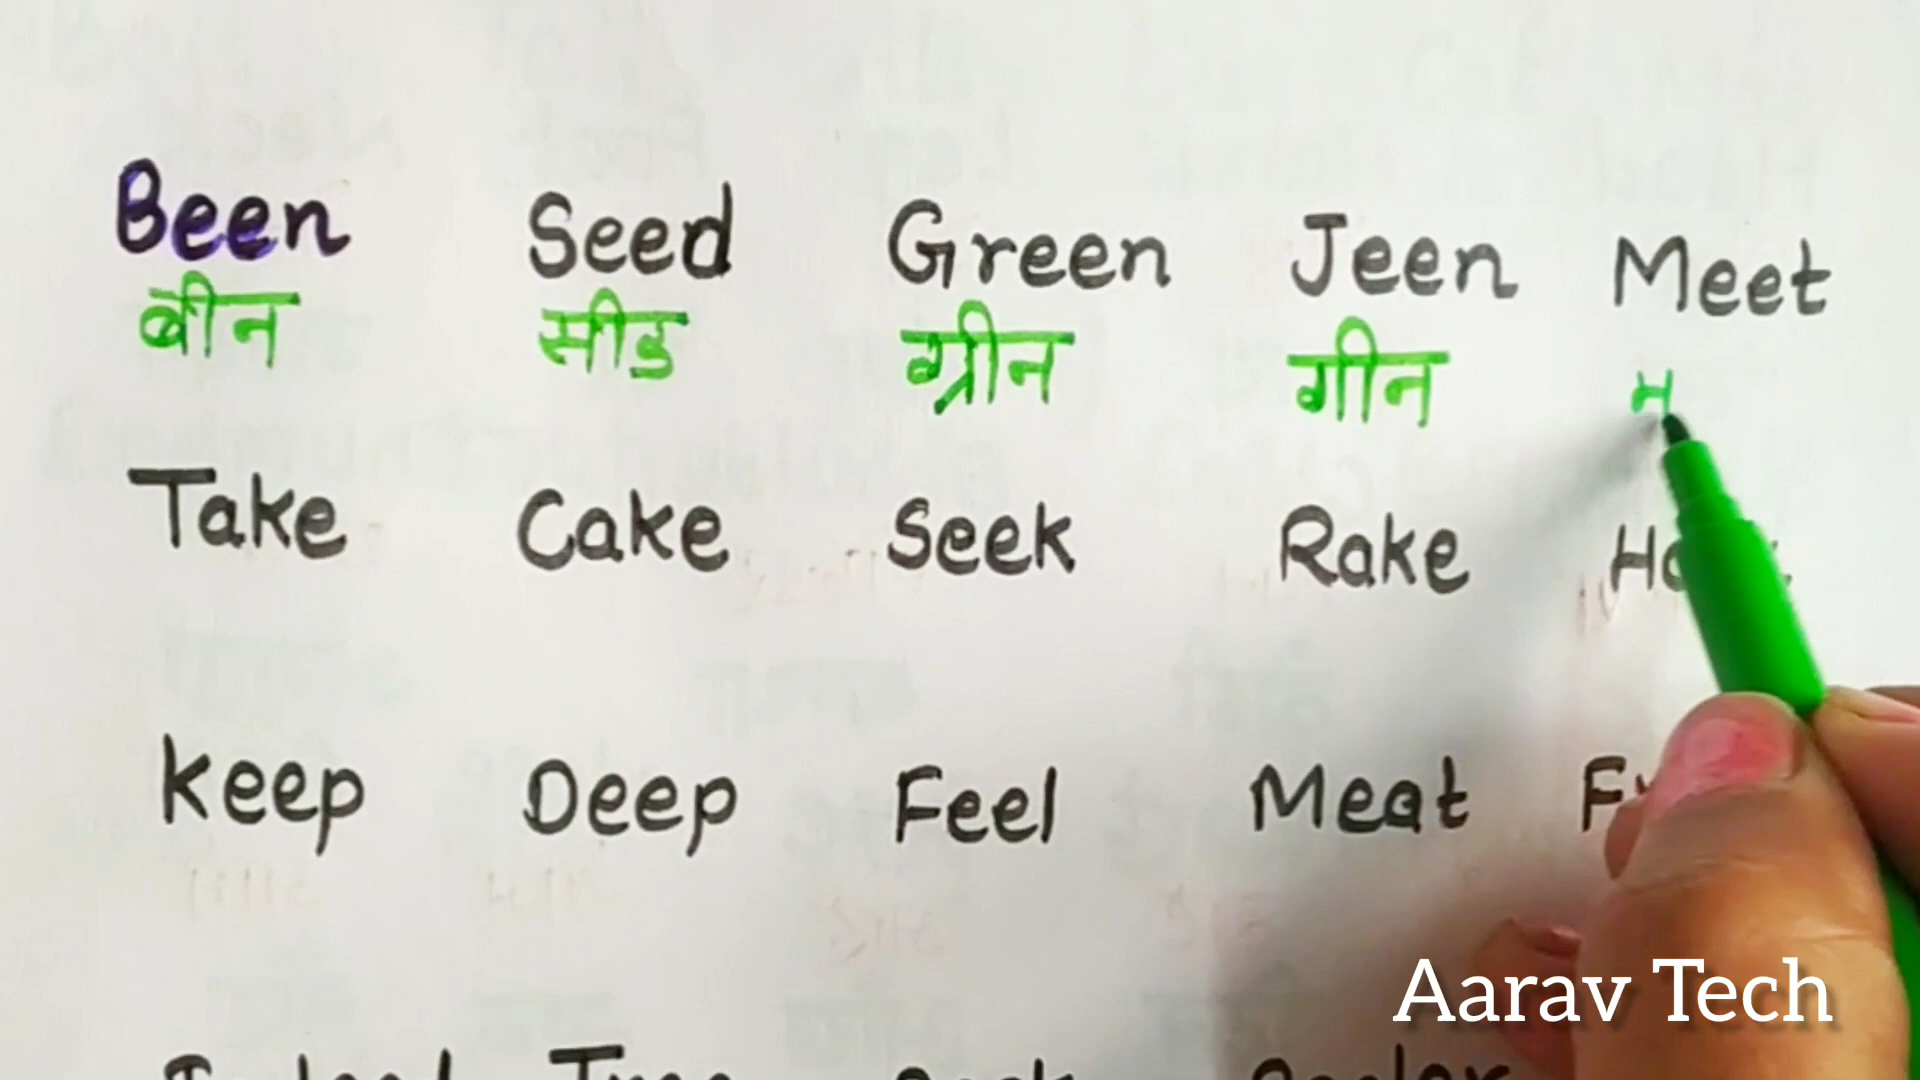 Been Seed Green Jeen Meet
बीन सीड ग्रीन गीन
Take Cake Seek Rake
keep Deep Feel Meat
Aarav Tech